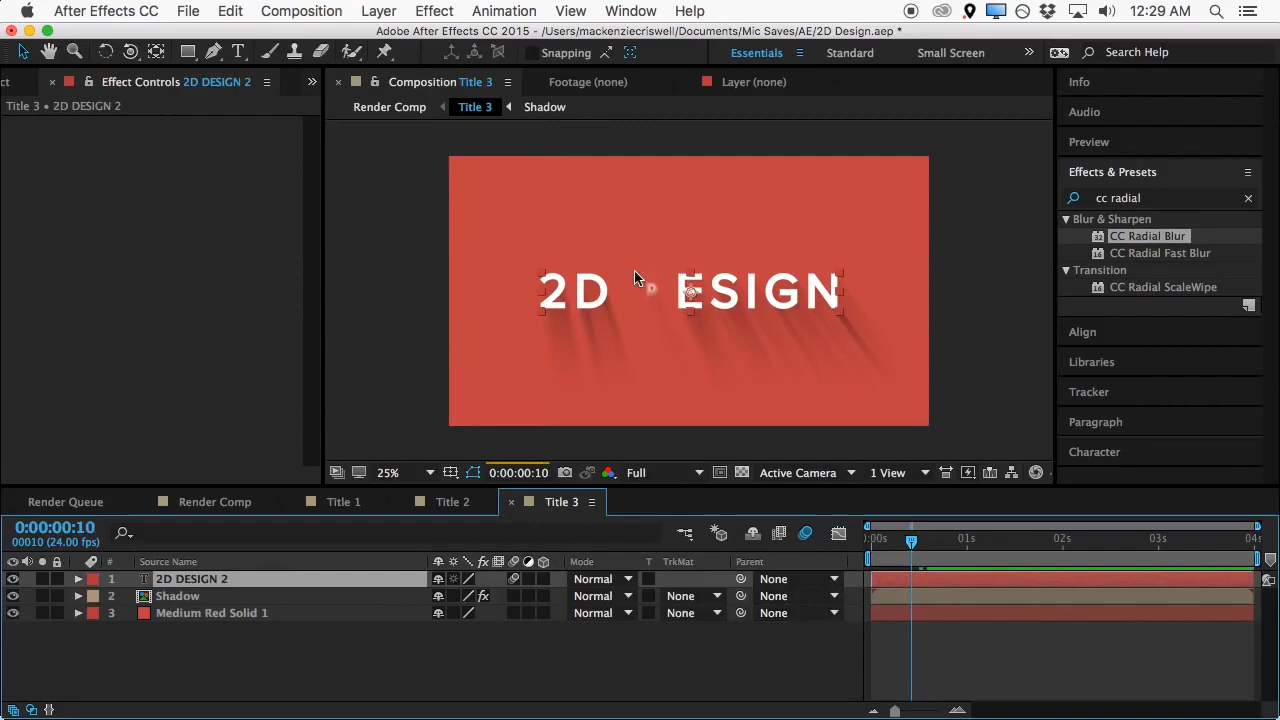 After Effects CC File Edit Composition Layer Effect Animation View Window Help 12:29 AM
Adobe After Effects CC 2015 - /Users/mackenziecriswell/Documents/Mic Saves/AE/2D Design.aep *
T Snapping Essentials Standard Small Screen » Search Help
ct × Effect Controls 2D DESIGN 2 » × Composition Title 3 Footage (none) Layer (none) Info
Title 3 • 2D DESIGN 2 Render Comp Title 3 Shadow Audio
Preview
Effects & Presets
cc radial ×
Blur & Sharpen
32 CC Radial Blur
16 CC Radial Fast Blur
Transition
16 CC Radial ScaleWipe
2D ESIGN
Align
Libraries
Tracker
Paragraph
Character
25% 0:00:00:10 Full Active Camera 1 View
Render Queue Render Comp Title 1 Title 2 × Title 3
0:00:00:10
00010 (24.00 fps) :00s 01s 02s 03s 04s
# Source Name fx Mode T TrkMat Parent
1 T 2D DESIGN 2 Normal None
2 Shadow fx Normal None None
3 Medium Red Solid 1 Normal None None